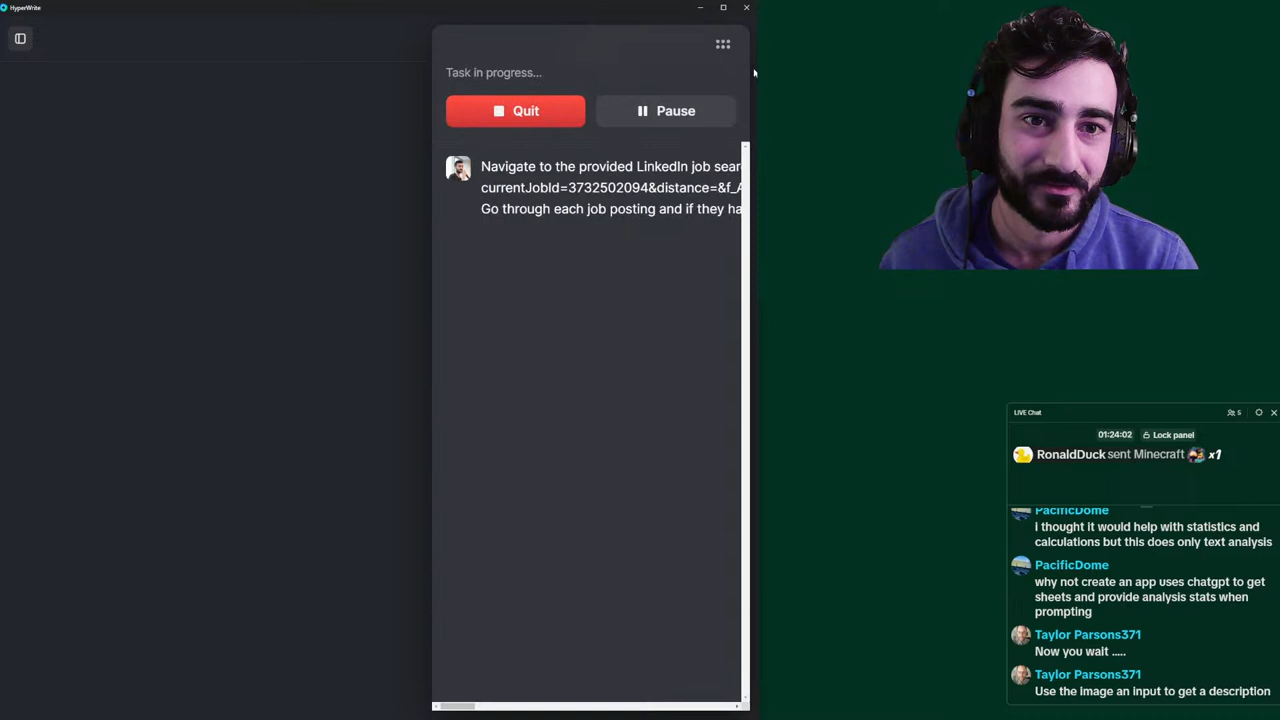 HyperWrite
Task in progress...
Quit
Pause
Navigate to the provided LinkedIn job sear
currentJobId=3732502094&distance=&f_A
Go through each job posting and if they ha
LIVE Chat
5
01:24:02
Lock panel
RonaldDuck sent Minecraft x1
PacificDome
i thought it would help with statistics and
calculations but this does only text analysis
PacificDome
why not create an app uses chatgpt to get
sheets and provide analysis stats when
prompting
Taylor Parsons371
Now you wait .....
Taylor Parsons371
Use the image an input to get a description